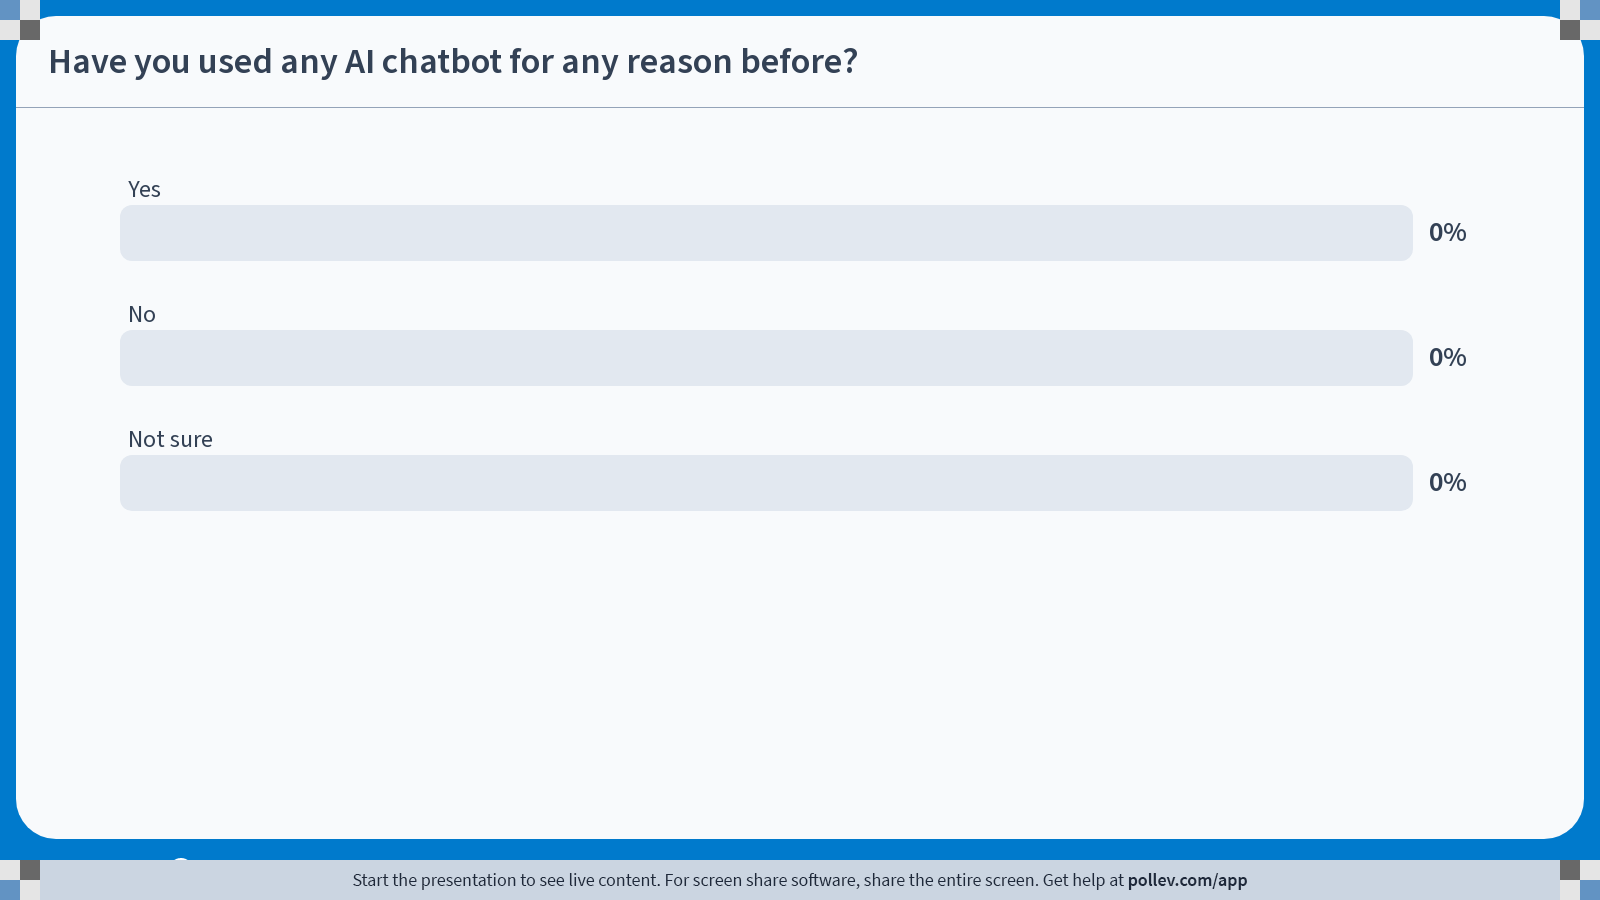 Have you used any AI chatbot for any reason before?
Yes
0%
No
0%
Not sure
0%
Start the presentation to see live content. For screen share software, share the entire screen. Get help at pollev.com/app